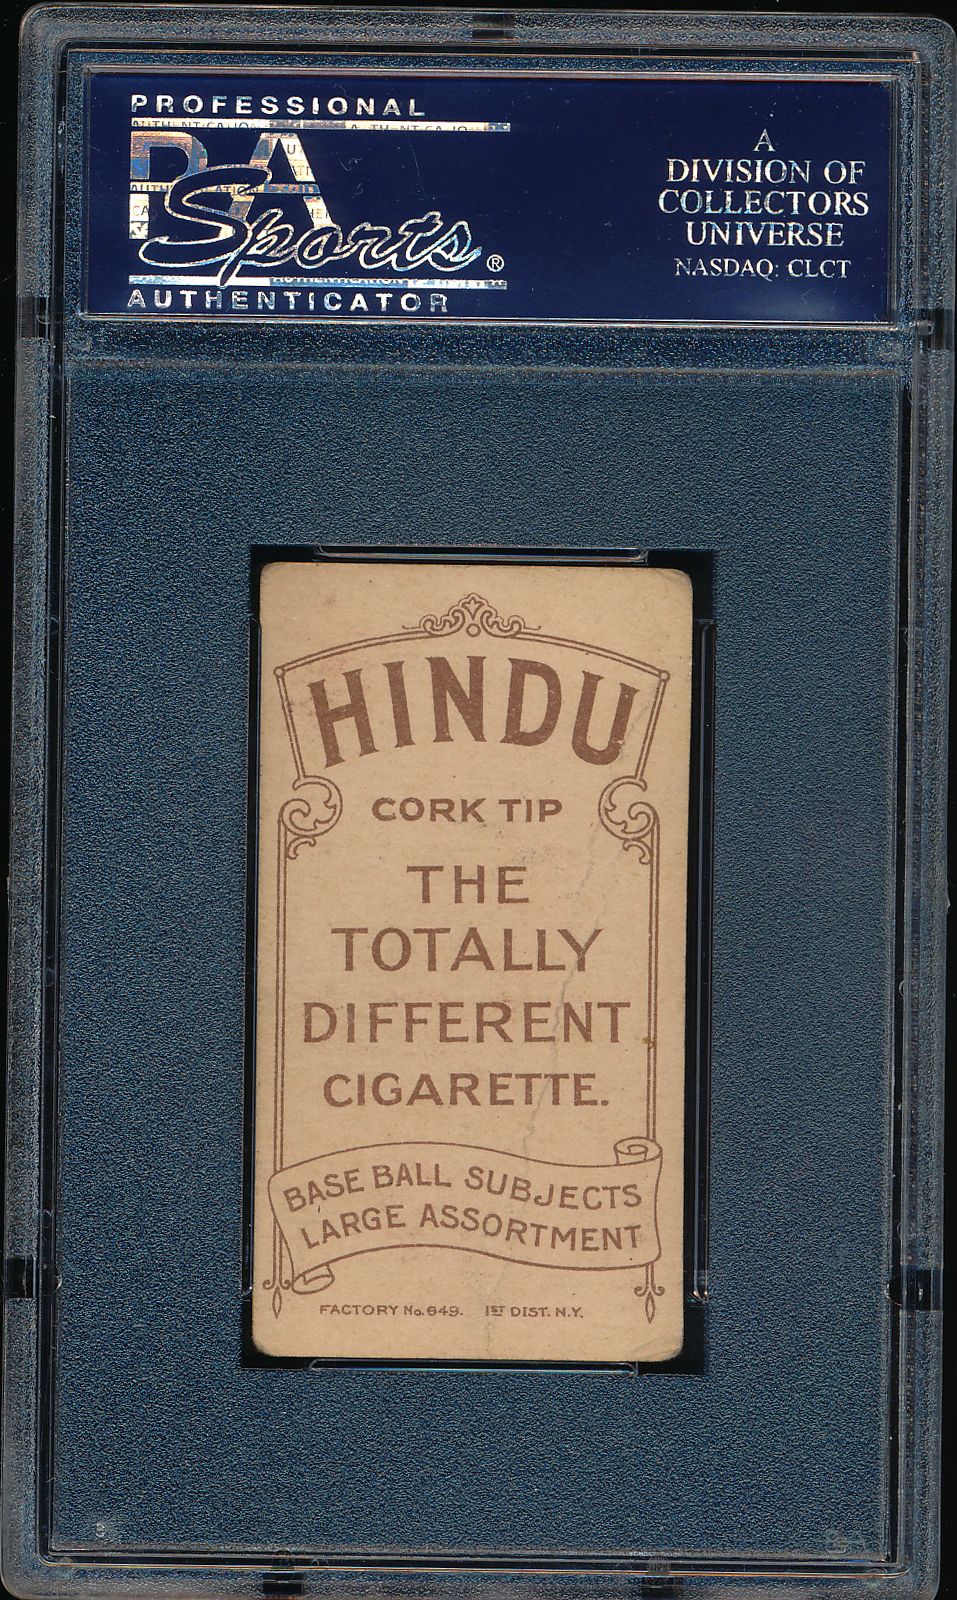 PROFESSIONAL
PSA
Sports®
AUTHENTICATOR
A
DIVISION OF
COLLECTORS
UNIVERSE
NASDAQ: CLCT
HINDU
CORK TIP
THE
TOTALLY
DIFFERENT
CIGARETTE.
BASE BALL SUBJECTS
LARGE ASSORTMENT
FACTORY No. 649. 1ST DIST. N.Y.